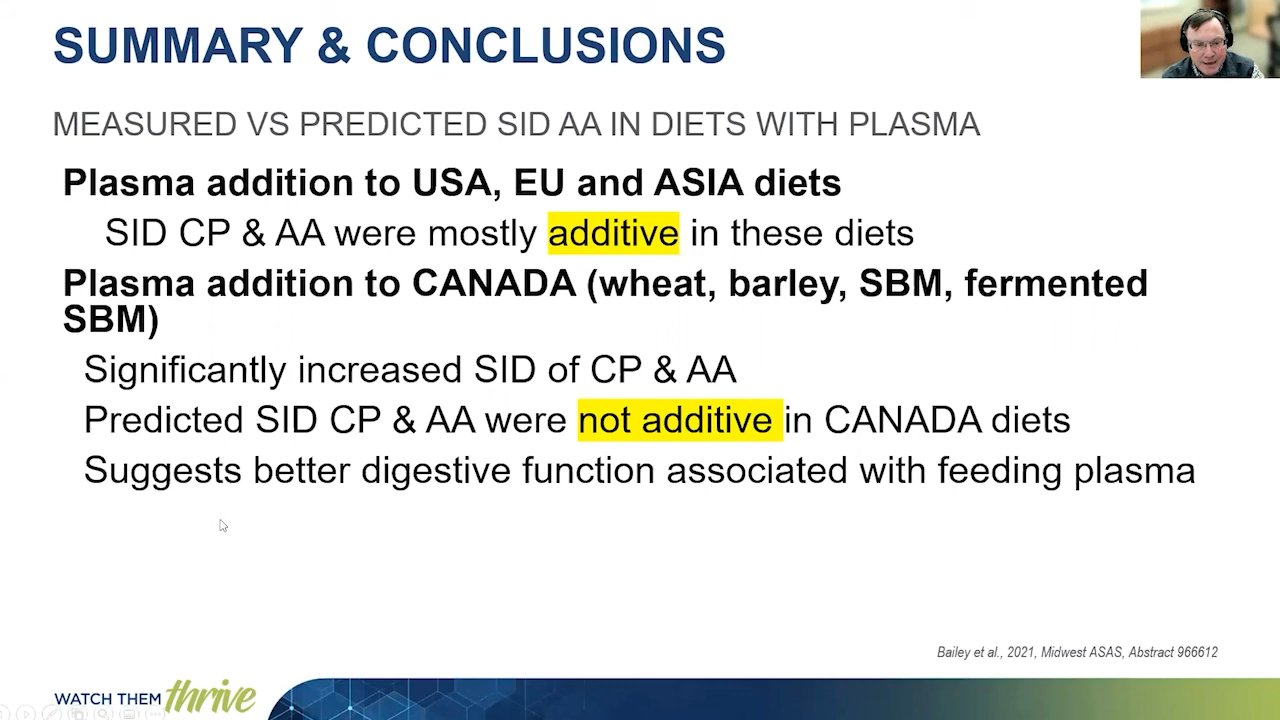 SUMMARY & CONCLUSIONS
MEASURED VS PREDICTED SID AA IN DIETS WITH PLASMA
Plasma addition to USA, EU and ASIA diets
SID CP & AA were mostly additive in these diets
Plasma addition to CANADA (wheat, barley, SBM, fermented
SBM)
Significantly increased SID of CP & AA
Predicted SID CP & AA were not additive in CANADA diets
Suggests better digestive function associated with feeding plasma
Bailey et al., 2021, Midwest ASAS, Abstract 966612
WATCH THEM thrive